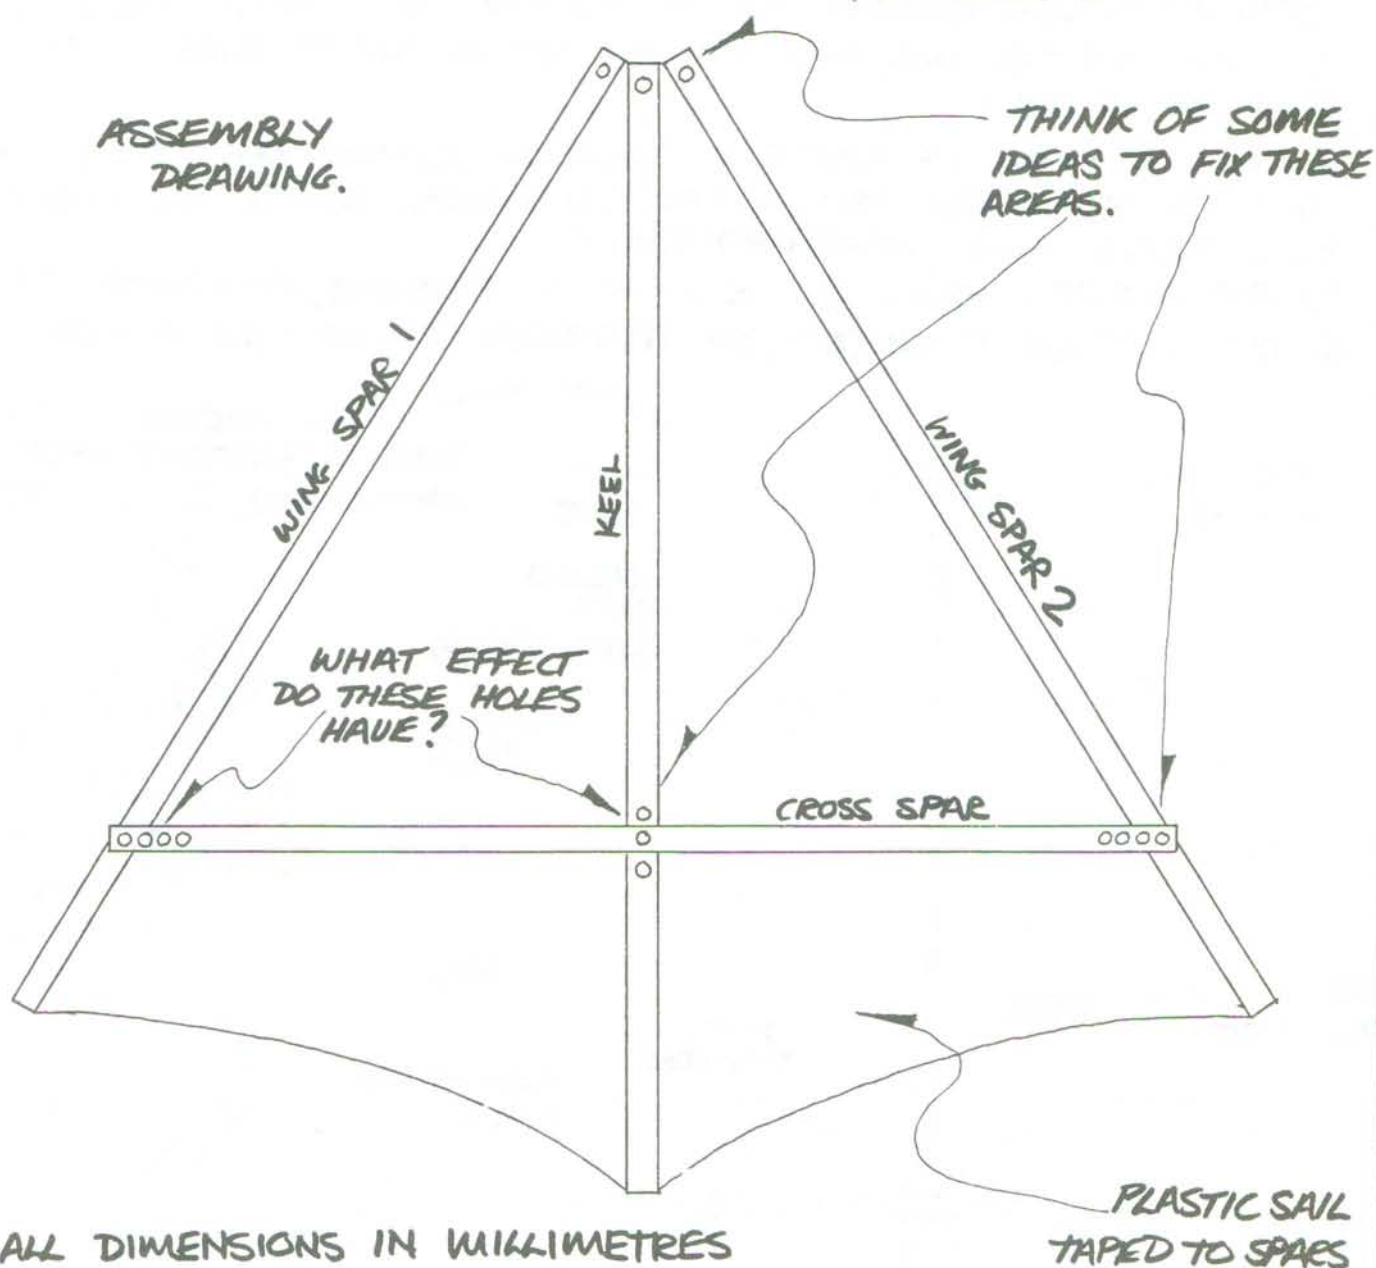 ASSEMBLY
DRAWING.
THINK OF SOME
IDEAS TO FIX THESE
AREAS.
WING SPAR 1
KEEL
WING SPAR 2
WHAT EFFECT
DO THESE HOLES
HAVE?
CROSS SPAR
PLASTIC SAIL
TAPED TO SPARS
ALL DIMENSIONS IN MILLIMETRES